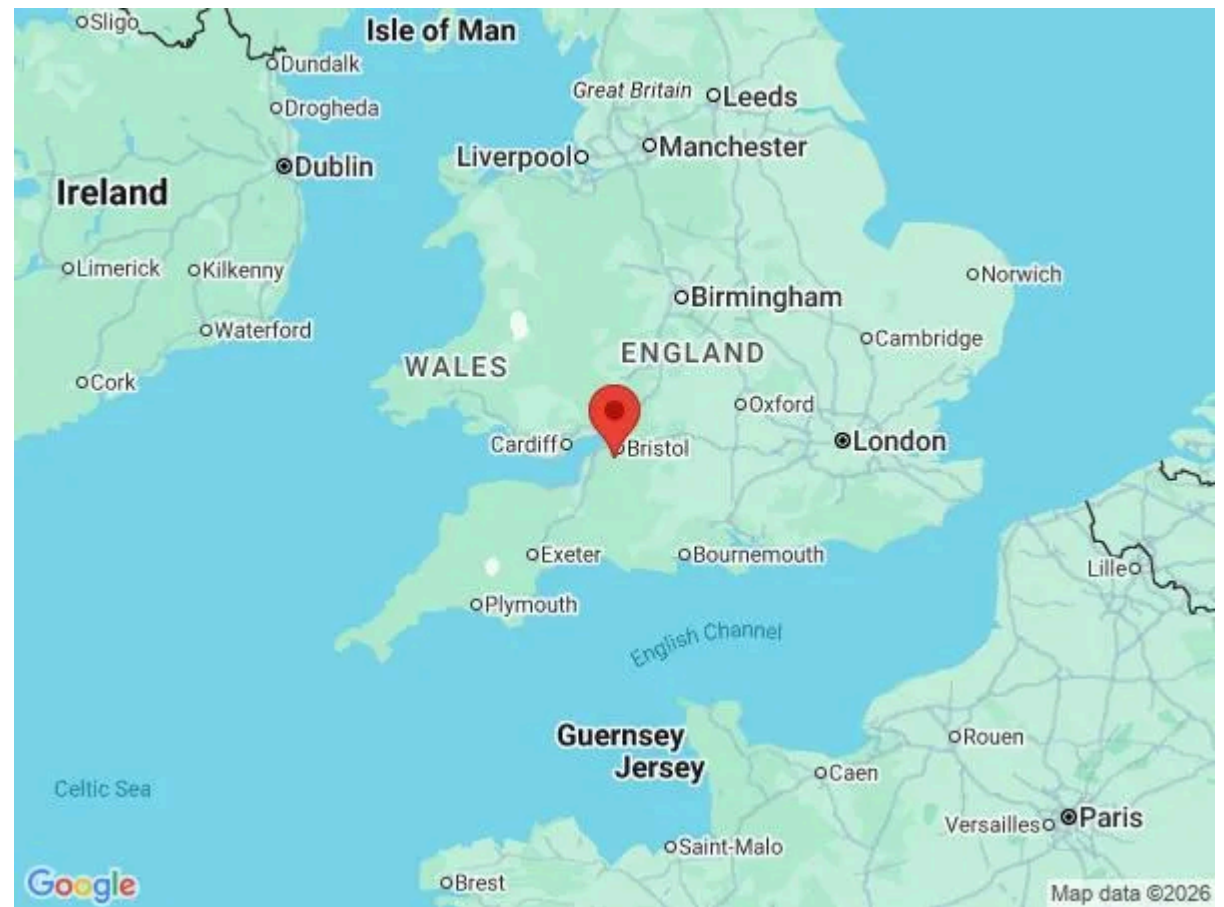 Sligo
Isle of Man
Dundalk
Great Britain
Leeds
Drogheda
Liverpool
Manchester
Dublin
Ireland
Limerick
Kilkenny
Norwich
Birmingham
Waterford
Cambridge
WALES
ENGLAND
Cork
Oxford
Cardiff
Bristol
London
Exeter
Bournemouth
Lille
Plymouth
English Channel
Guernsey
Rouen
Jersey
Caen
Celtic Sea
Versailles
Paris
Saint-Malo
Brest
Google
Map data ©2026